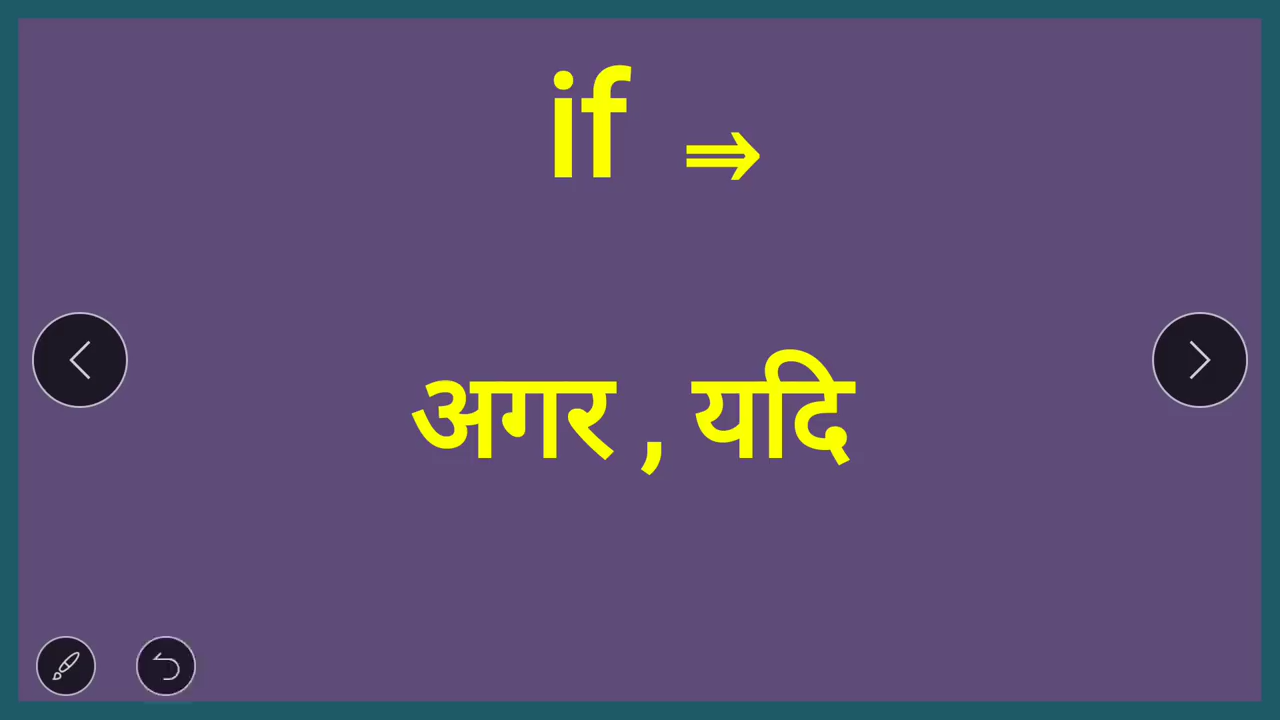 if ⇒
अगर , यदि